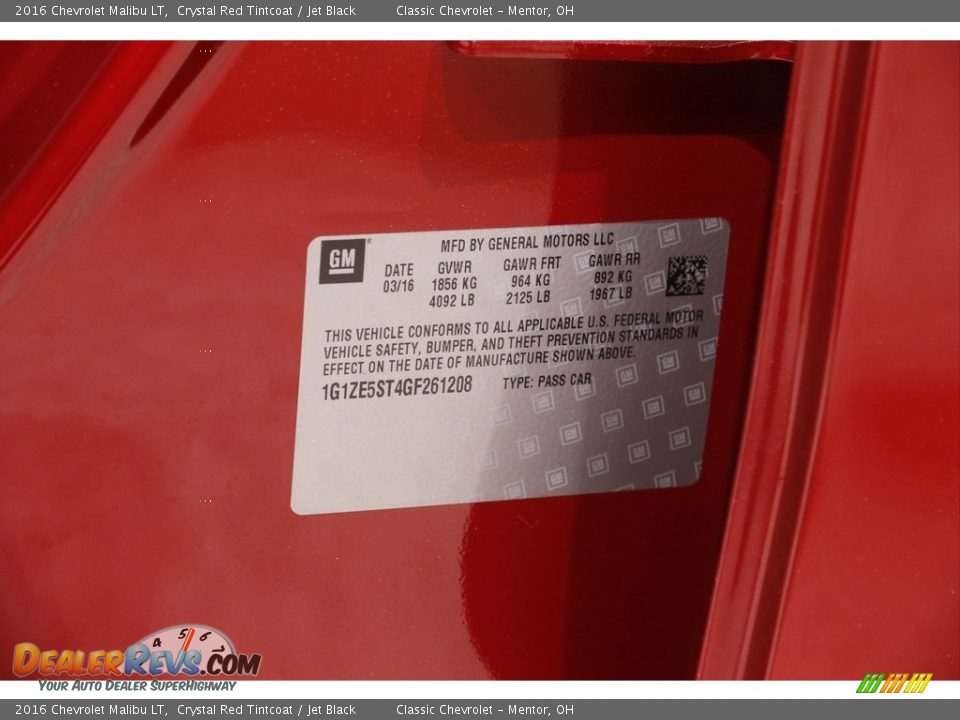 2016 Chevrolet Malibu LT,  Crystal Red Tintcoat / Jet Black  Classic Chevrolet - Mentor, OH
GM
MFD BY GENERAL MOTORS LLC
DATE GVWR GAWR FRT GAWR RR
03/16 1856 KG 964 KG 892 KG
4092 LB 2125 LB 1967 LB
THIS VEHICLE CONFORMS TO ALL APPLICABLE U.S. FEDERAL MOTOR
VEHICLE SAFETY, BUMPER, AND THEFT PREVENTION STANDARDS IN
EFFECT ON THE DATE OF MANUFACTURE SHOWN ABOVE.
1G1ZE5ST4GF261208 TYPE: PASS CAR
4 5 6
DEALERREVS.COM
YOUR AUTO DEALER SUPERHIGHWAY
2016 Chevrolet Malibu LT,  Crystal Red Tintcoat / Jet Black  Classic Chevrolet - Mentor, OH